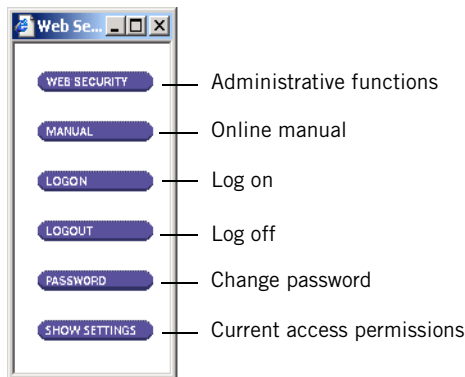 Web Se...
WEB SECURITY Administrative functions
MANUAL Online manual
LOGON Log on
LOGOUT Log off
PASSWORD Change password
SHOW SETTINGS Current access permissions